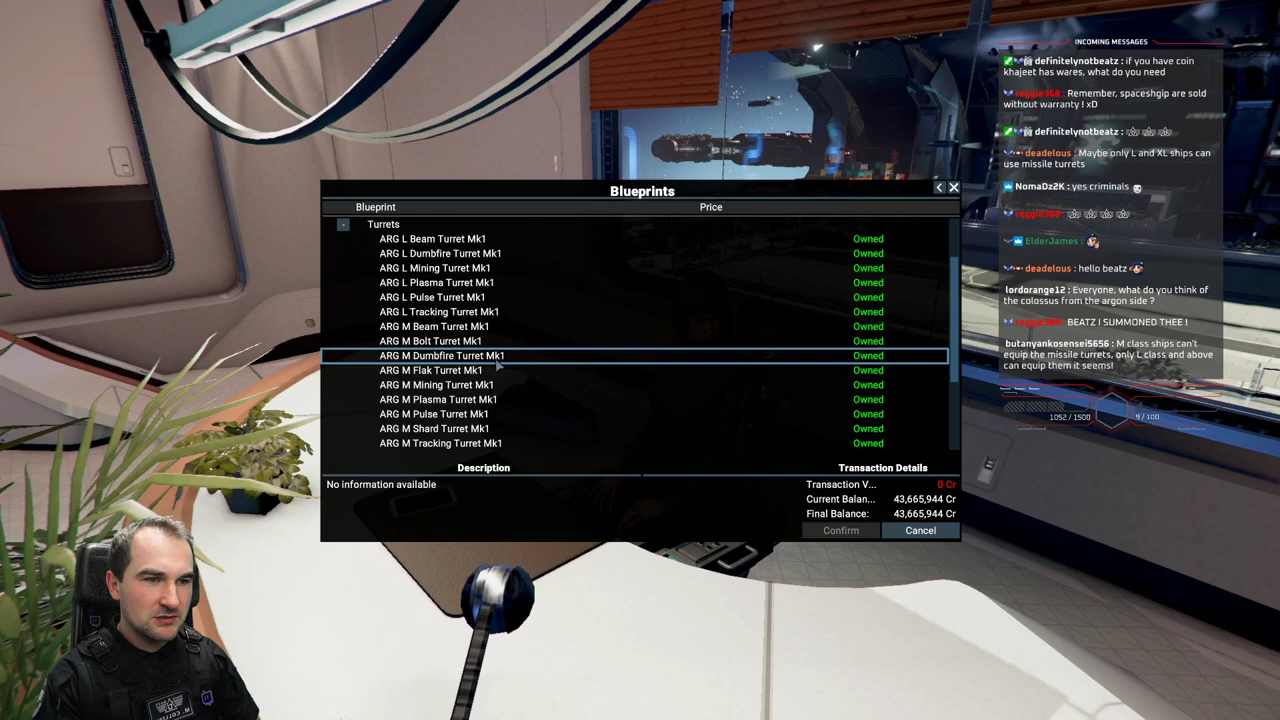 INCOMING MESSAGES
definitelynotbeatz : if you have coin
khajeet has wares, what do you need
reggie368 : Remember, spaceshgip are sold
without warranty ! xD
definitelynotbeatz :
deadelous : Maybe only L and XL ships can
use missile turrets
NomaDz2K : yes criminals
reggie368 :
ElderJames :
deadelous : hello beatz
lordorange12 : Everyone, what do you think of
the colossus from the argon side ?
reggie368 : BEATZ I SUMMONED THEE !
butanyankosensei5656 : M class ships can't
equip the missile turrets, only L class and above
can equip them it seems!
1052 / 1500
9 / 100
Blueprints
Blueprint Price
- Turrets
ARG L Beam Turret Mk1 Owned
ARG L Dumbfire Turret Mk1 Owned
ARG L Mining Turret Mk1 Owned
ARG L Plasma Turret Mk1 Owned
ARG L Pulse Turret Mk1 Owned
ARG L Tracking Turret Mk1 Owned
ARG M Beam Turret Mk1 Owned
ARG M Bolt Turret Mk1 Owned
ARG M Dumbfire Turret Mk1 Owned
ARG M Flak Turret Mk1 Owned
ARG M Mining Turret Mk1 Owned
ARG M Plasma Turret Mk1 Owned
ARG M Pulse Turret Mk1 Owned
ARG M Shard Turret Mk1 Owned
ARG M Tracking Turret Mk1 Owned
Description
No information available
Transaction Details
Transaction V... 0 Cr
Current Balan... 43,665,944 Cr
Final Balance: 43,665,944 Cr
Confirm Cancel